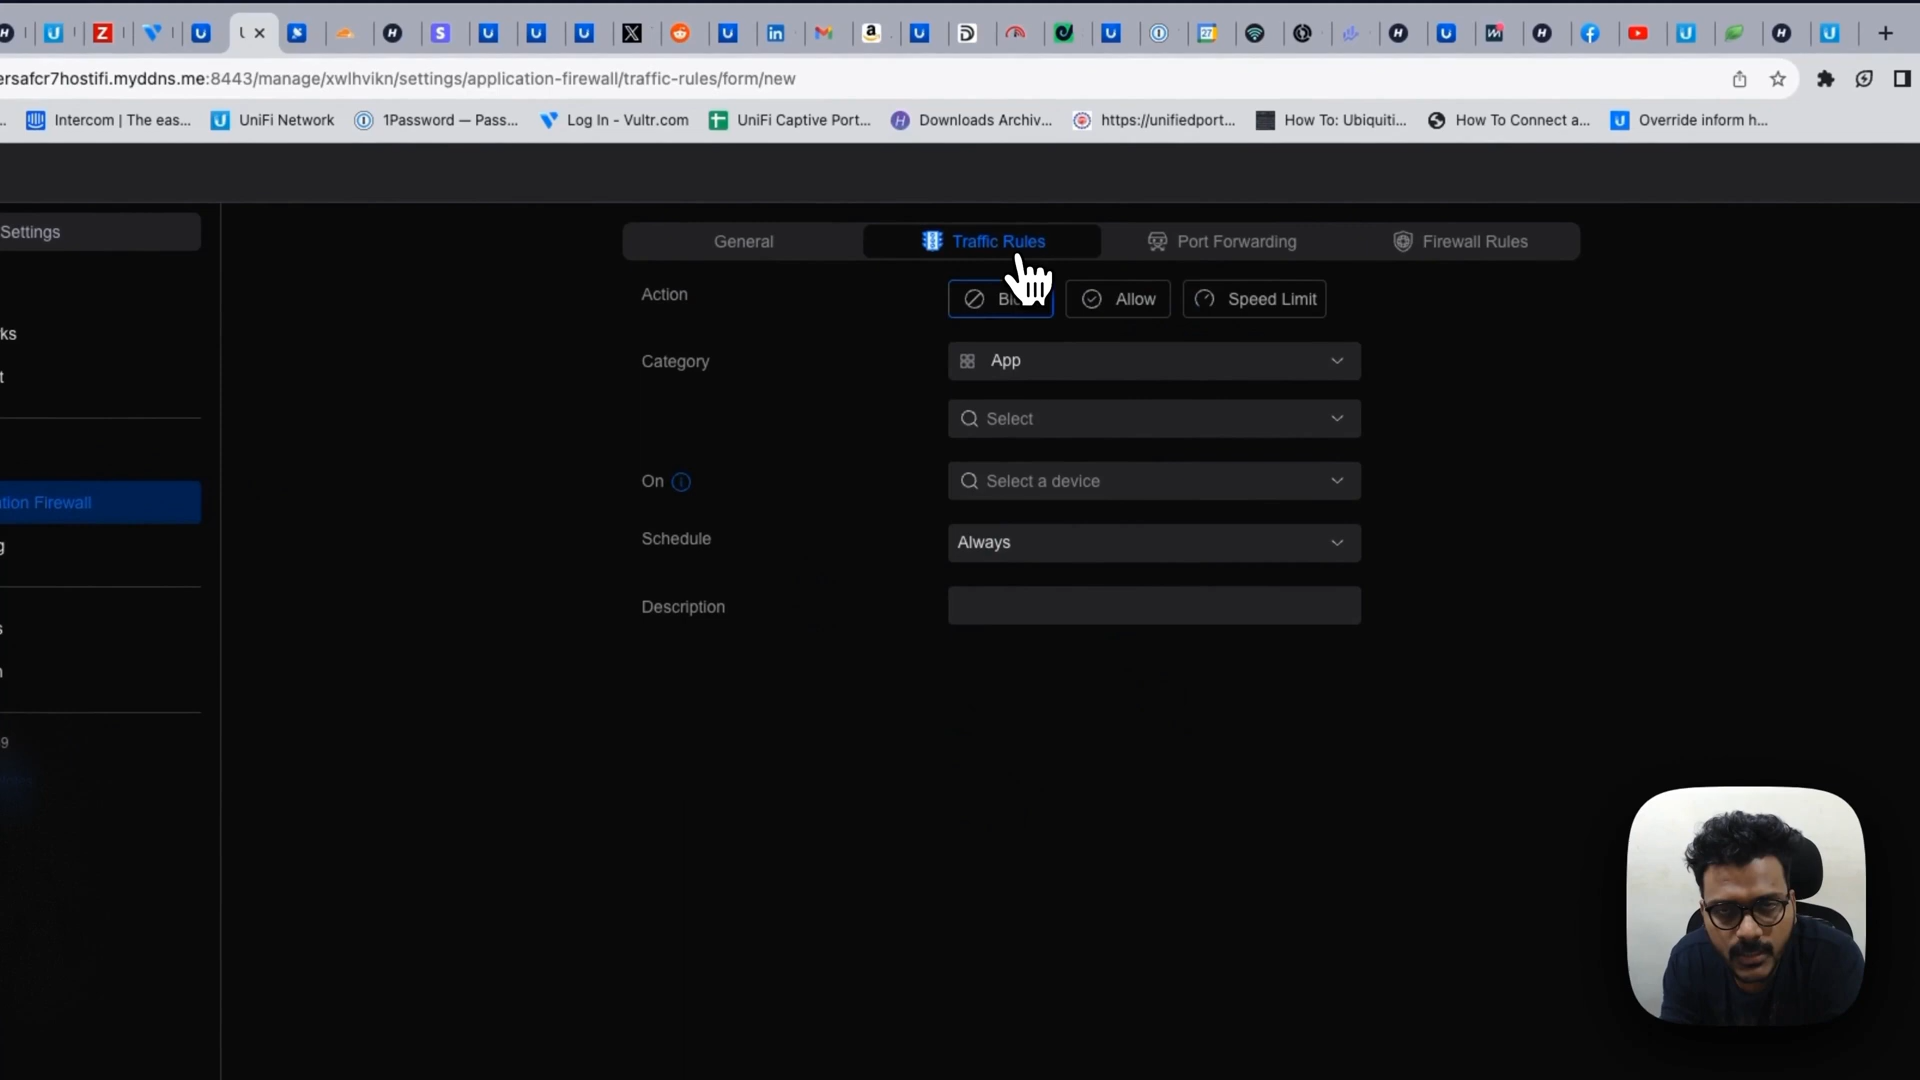 ersafcr7hostifi.myddns.me:8443/manage/xwlhvikn/settings/application-firewall/traffic-rules/form/new
Intercom | The eas...
UniFi Network
1Password — Pass...
Log In - Vultr.com
UniFi Captive Port...
Downloads Archiv...
https://unifiedport...
How To: Ubiquiti...
How To Connect a...
Override inform h...
Settings
General
Traffic Rules
Port Forwarding
Firewall Rules
Action
Allow
Speed Limit
ks
Category
App
t
Select
On
Select a device
tion Firewall
Schedule
Always
g
Description
s
n
9